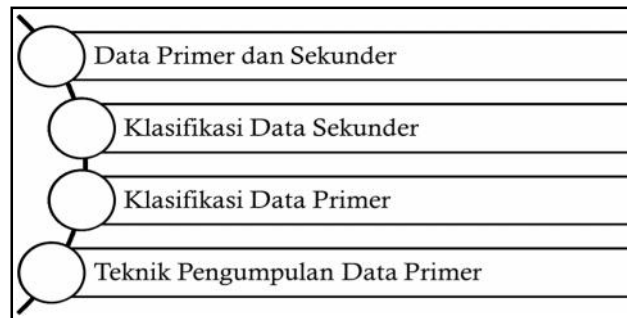 Data Primer dan Sekunder
Klasifikasi Data Sekunder
Klasifikasi Data Primer
Teknik Pengumpulan Data Primer